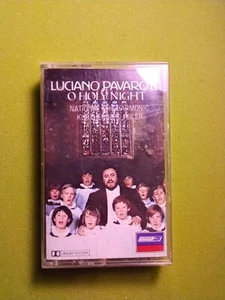 LUCIANO PAVAROTTI
O HOLY NIGHT
NATIONAL PHILHARMONIC
KURT HERBERT ADLER